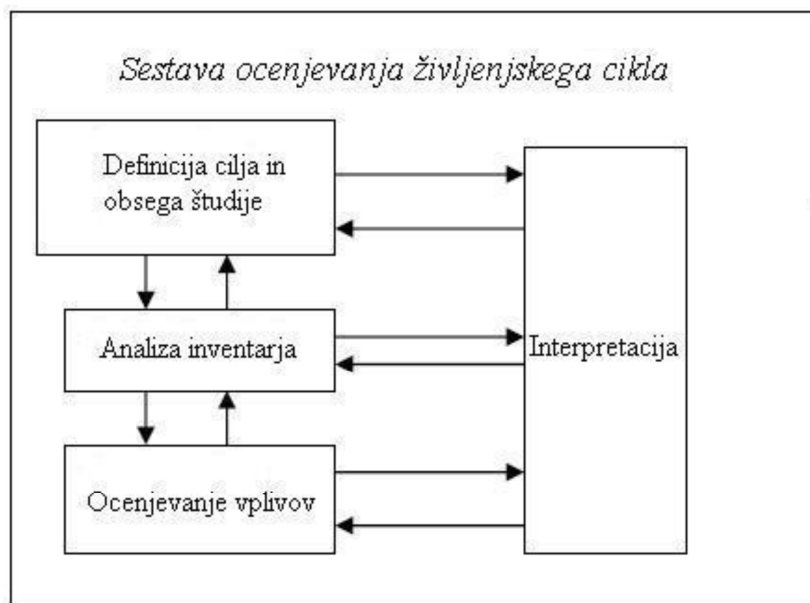 Sestava ocenjevanja življenjskega cikla
Definicija cilja in
obsega študije
Analiza inventarja
Interpretacija
Ocenjevanje vplivov